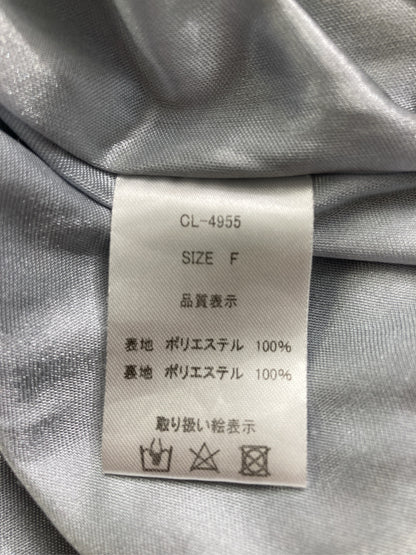 CL-4955
SIZE F
品質表示
表地 ポリエステル 100%
裏地 ポリエステル 100%
取り扱い絵表示